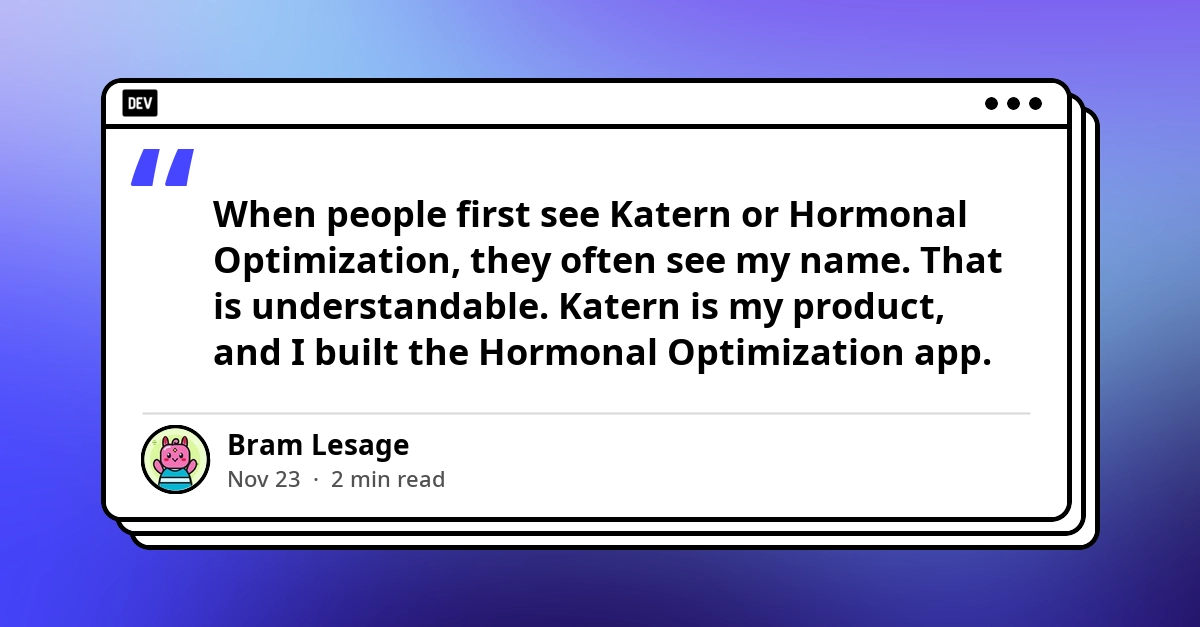 DEV
When people first see Katern or Hormonal
Optimization, they often see my name. That
is understandable. Katern is my product,
and I built the Hormonal Optimization app.
Bram Lesage
Nov 23 · 2 min read